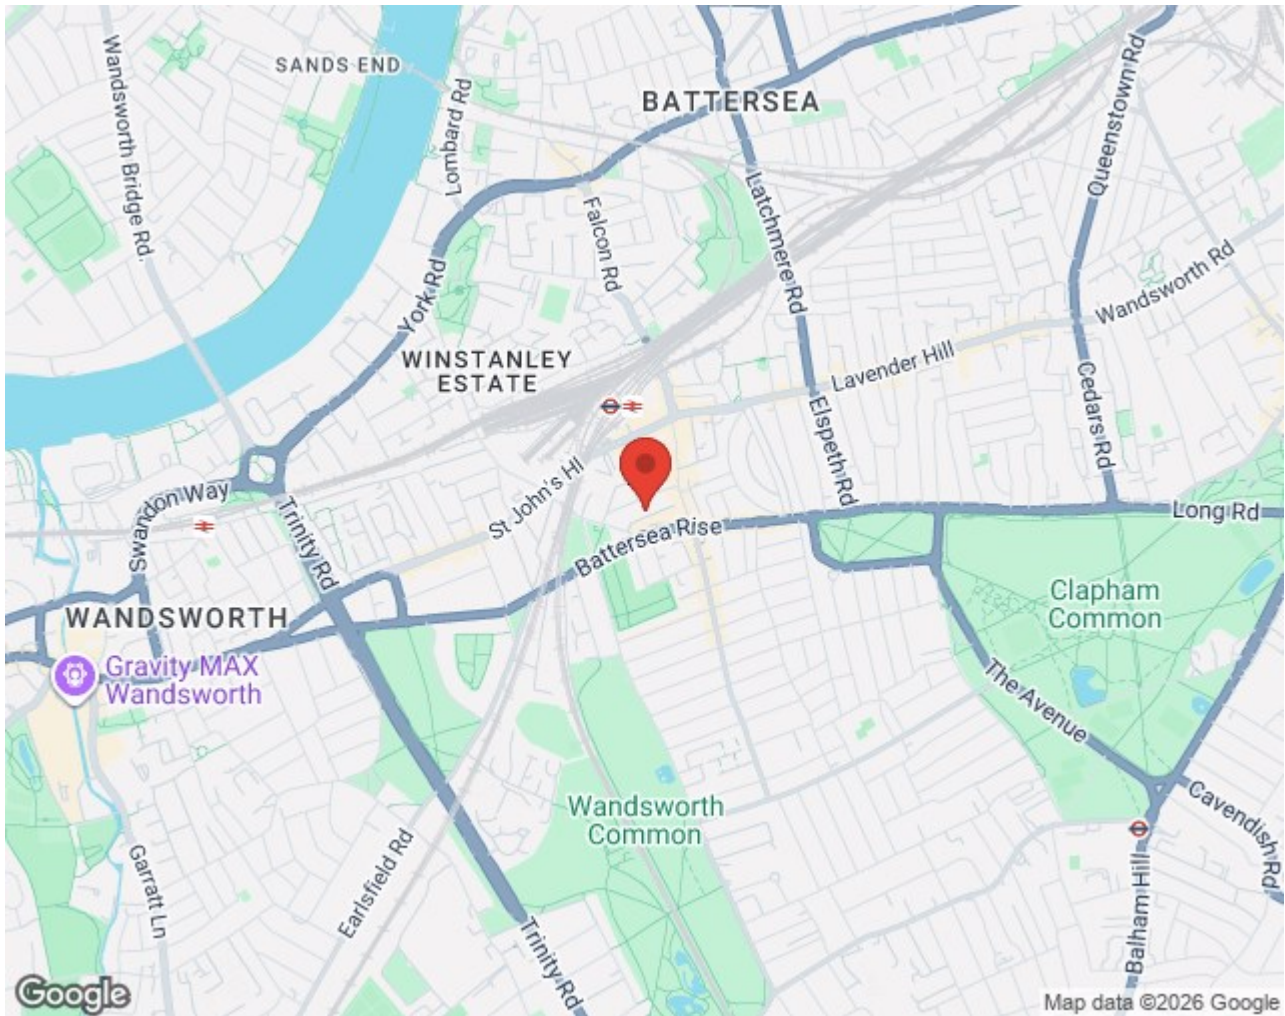 SANDS END
BATTERSEA
Wandsworth Bridge Rd.
Lombard Rd
Queenstown Rd
Latchmere Rd
Falcon Rd
York Rd
Wandsworth Rd
WINSTANLEY
ESTATE
Lavender Hill
Cedars Rd
Elspeth Rd
St John's Hl
Swandon Way
Trinity Rd
Battersea Rise
Long Rd
WANDSWORTH
Clapham
Common
Gravity MAX
Wandsworth
The Avenue
Wandsworth
Common
Cavendish Rd
Garratt Ln
Earlsfield Rd
Balham Hill
Trinity Rd
Google
Map data ©2026 Google